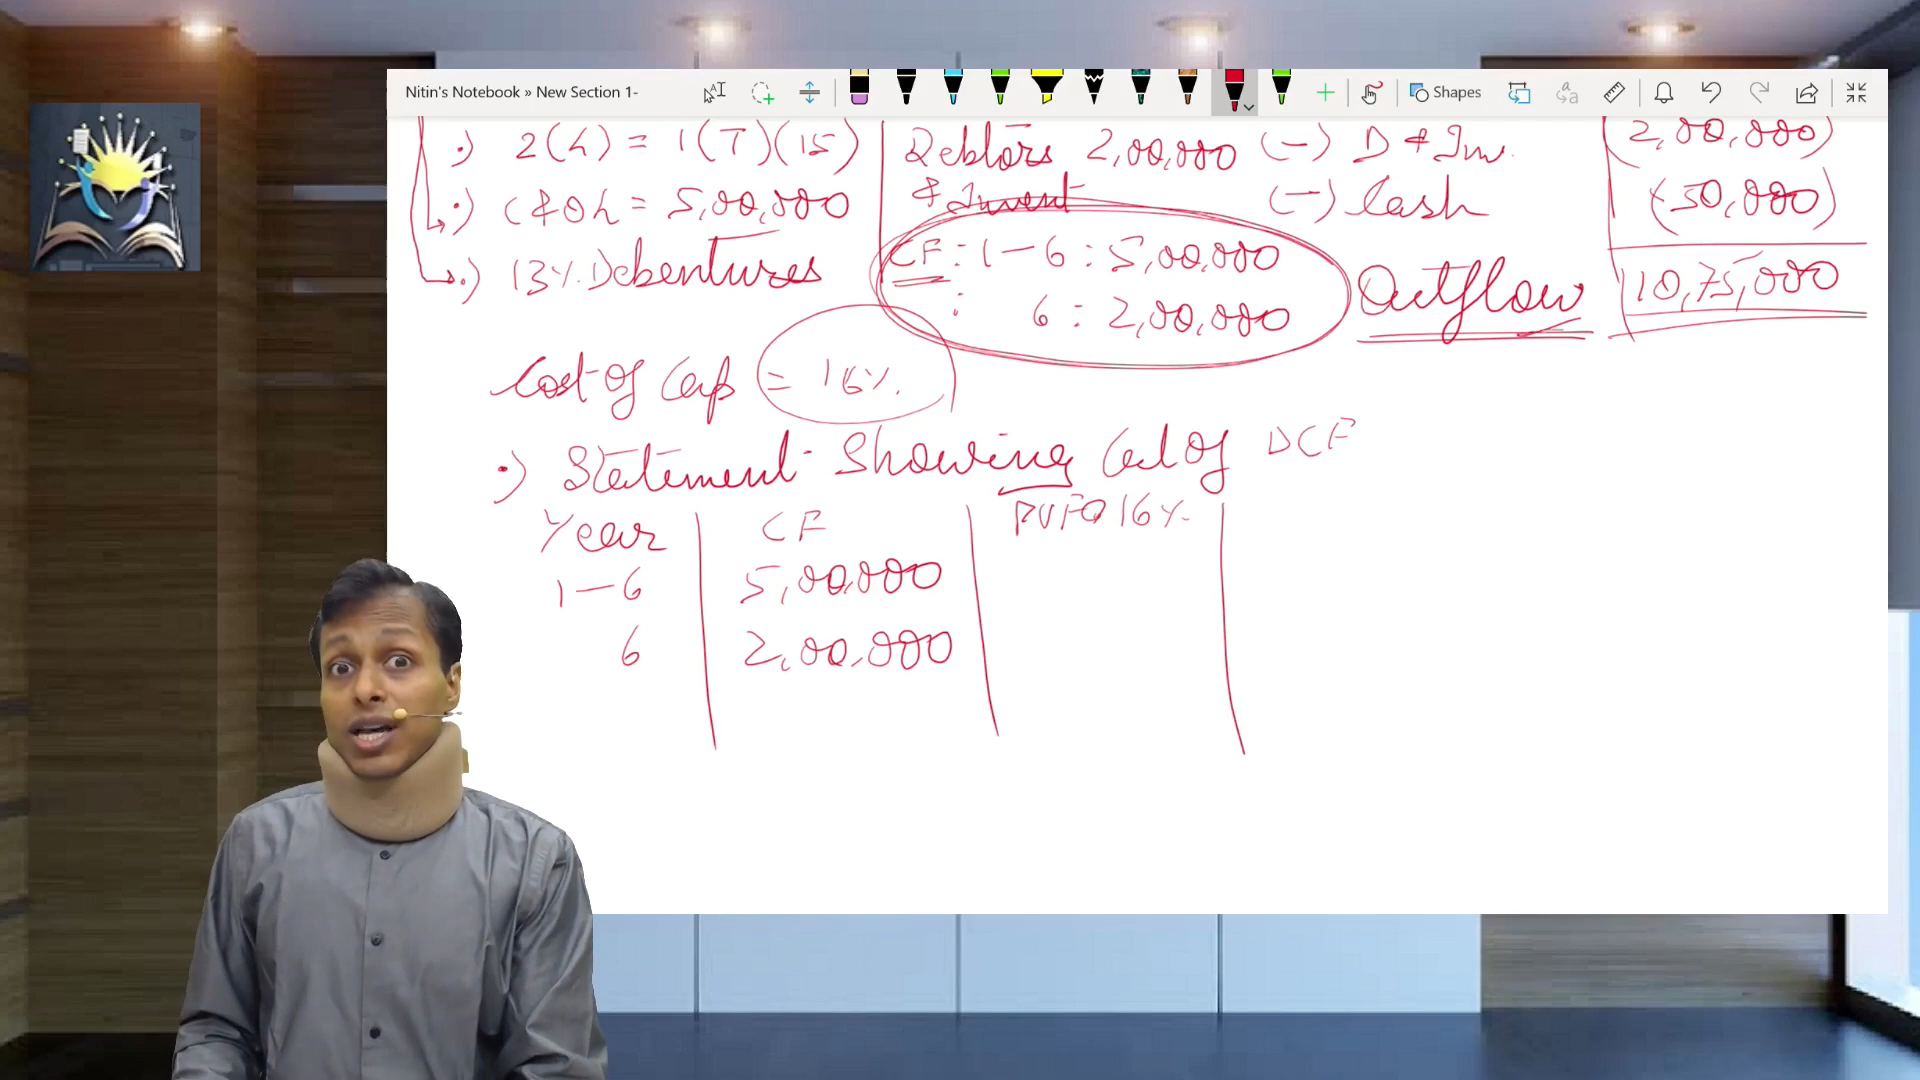 Nitin's Notebook » New Section 1-
Shapes
2(h) = 1(T)(15)
C&Oh = 5,00,000
13% Debentures
Debtors 2,00,000
& Invent
CF : 1-6 : 5,00,000
: 6 : 2,00,000
(-) D & Inv. (2,00,000)
(-) Cash (50,000)
Outflow 10,75,000
Cost of Cap = 16%
Statement Showing Cal of DCF
Year CF PVF@16%
1-6 5,00,000
6 2,00,000